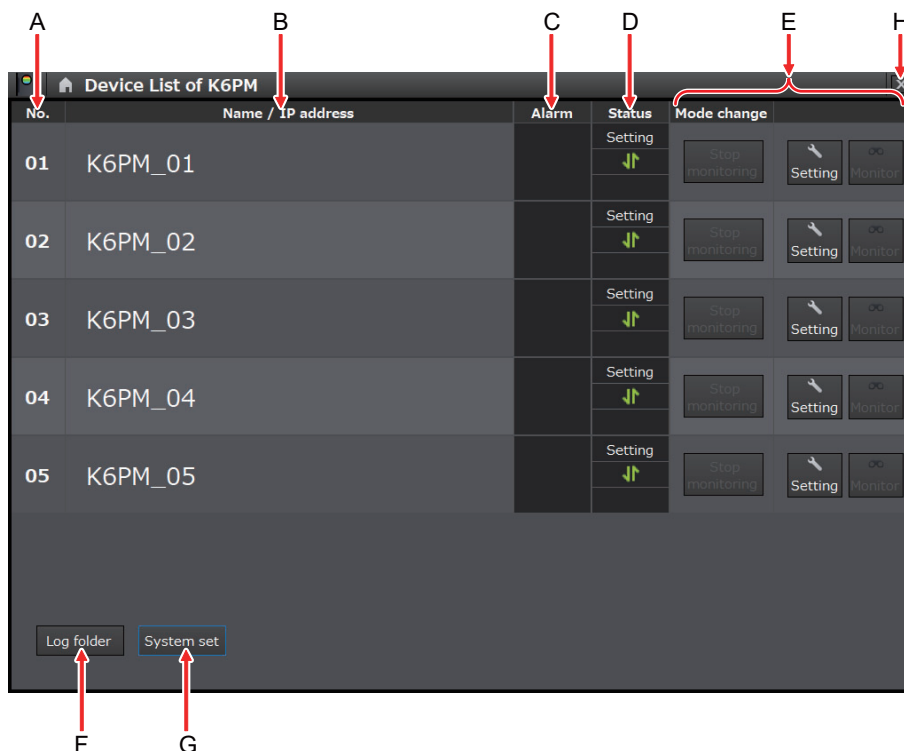 A B C D E H
Device List of K6PM
No. Name / IP address Alarm Status Mode change
01 K6PM_01 Setting Stop monitoring Setting Monitor
02 K6PM_02 Setting Stop monitoring Setting Monitor
03 K6PM_03 Setting Stop monitoring Setting Monitor
04 K6PM_04 Setting Stop monitoring Setting Monitor
05 K6PM_05 Setting Stop monitoring Setting Monitor
Log folder System set
F G